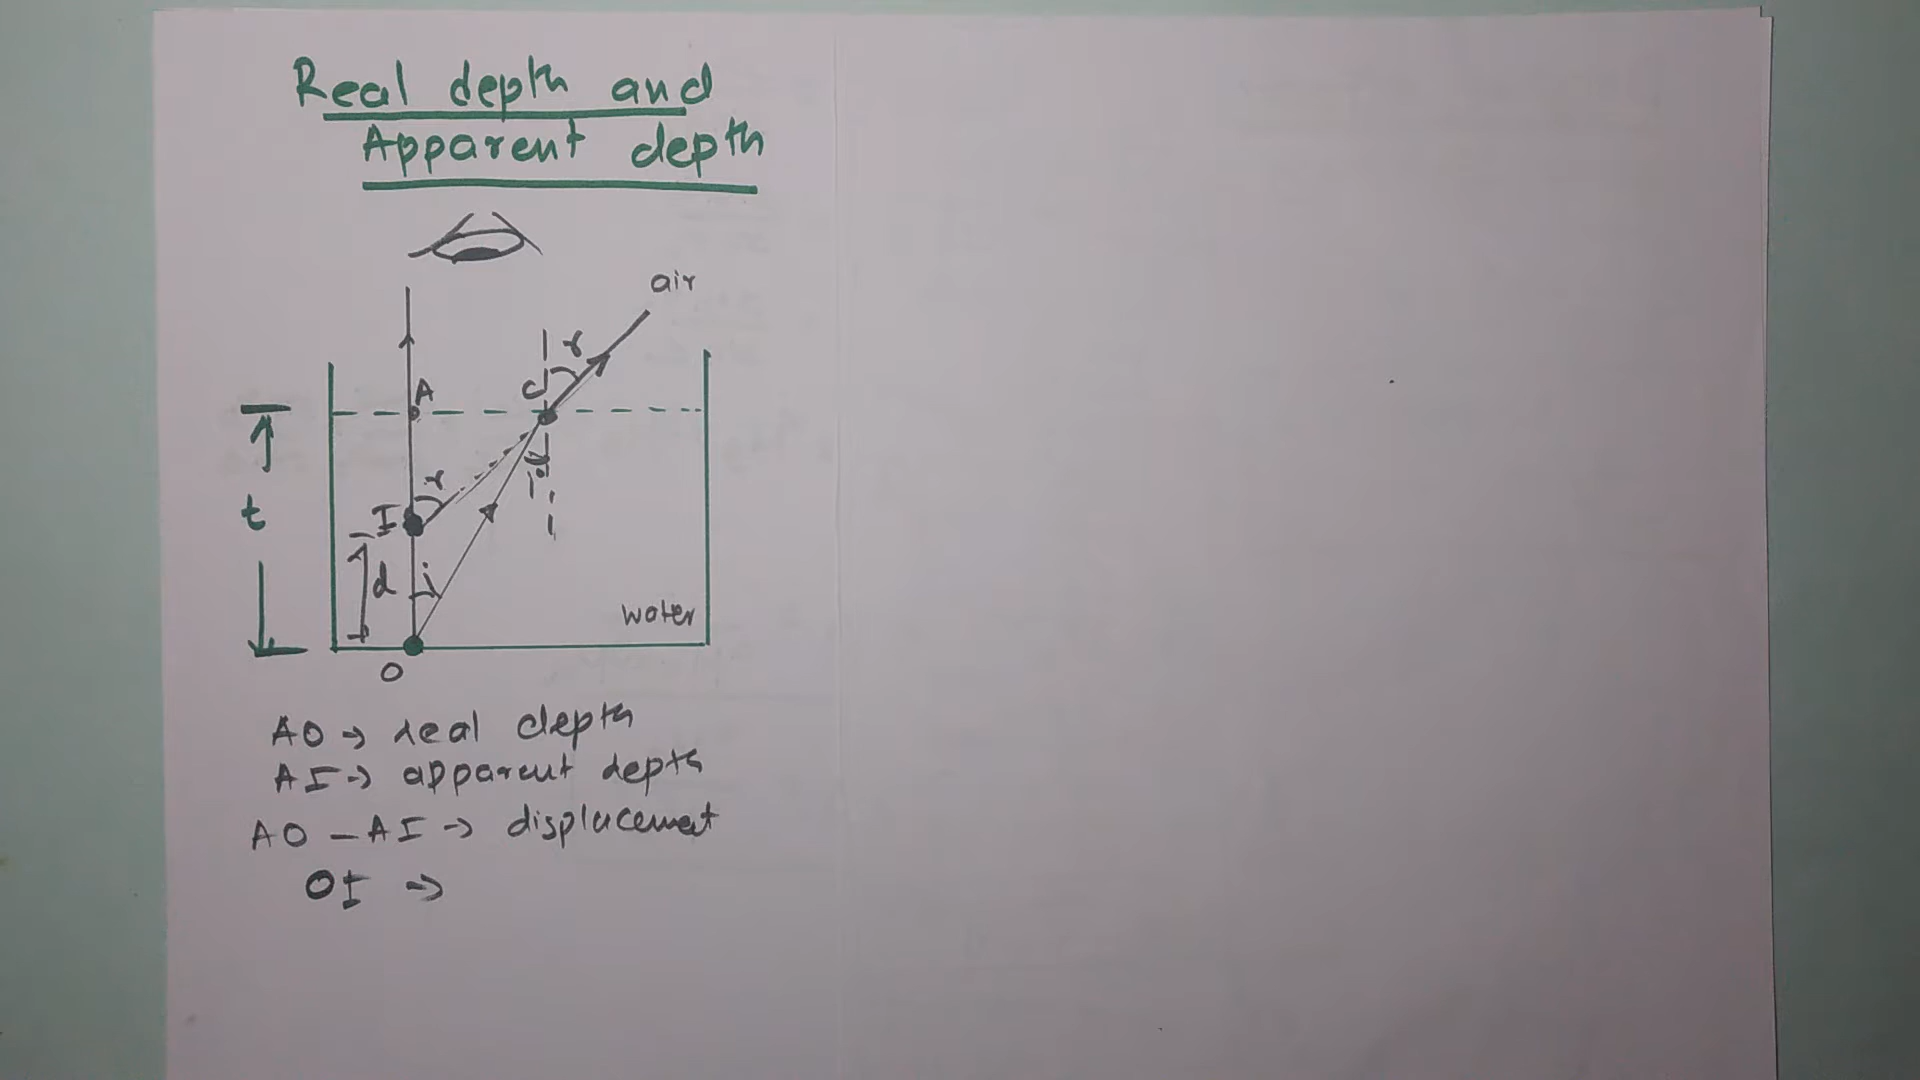 Real depth and
Apparent depth
air
r
A
C
t
r
I
i
d
i
water
O
AO → real depth
AI → apparent depth
AO - AI → displacement
OI →